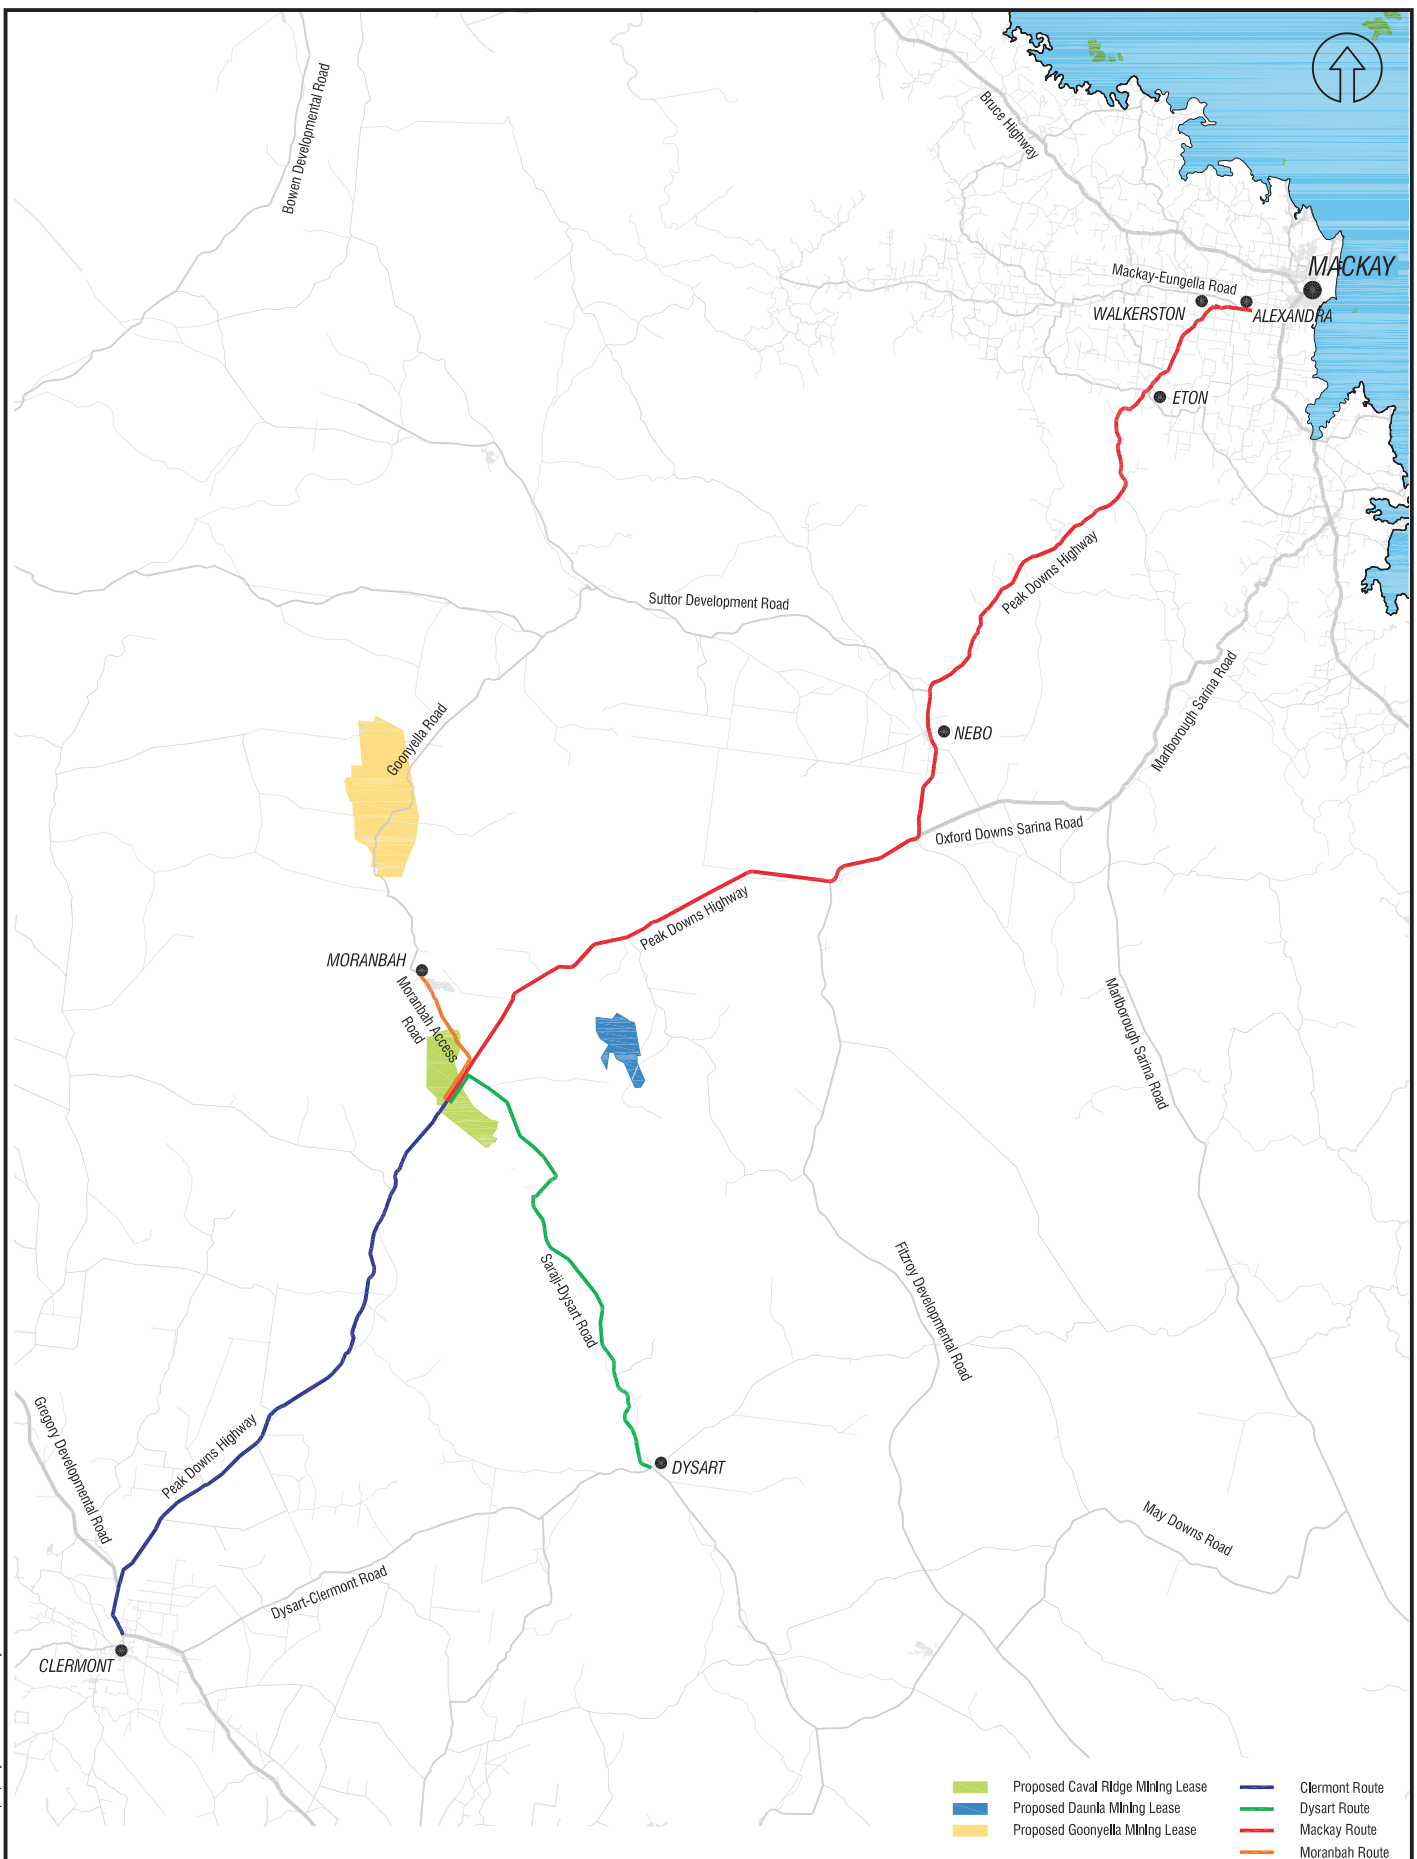 Bowen Developmental Road
Bruce Highway
MACKAY
Mackay-Eungella Road
WALKERSTON
ALEXANDRA
ETON
Peak Downs Highway
Suttor Development Road
Marlborough Sarina Road
Goonyella Road
NEBO
Oxford Downs Sarina Road
Peak Downs Highway
MORANBAH
Moranbah Access
Road
Marlborough Sarina Road
Fitzroy Developmental Road
Saraji-Dysart Road
Gregory Developmental Road
Peak Downs Highway
DYSART
May Downs Road
Dysart-Clermont Road
CLERMONT
Proposed Caval Ridge Mining Lease
Proposed Daunia Mining Lease
Proposed Goonyella Mining Lease
Clermont Route
Dysart Route
Mackay Route
Moranbah Route